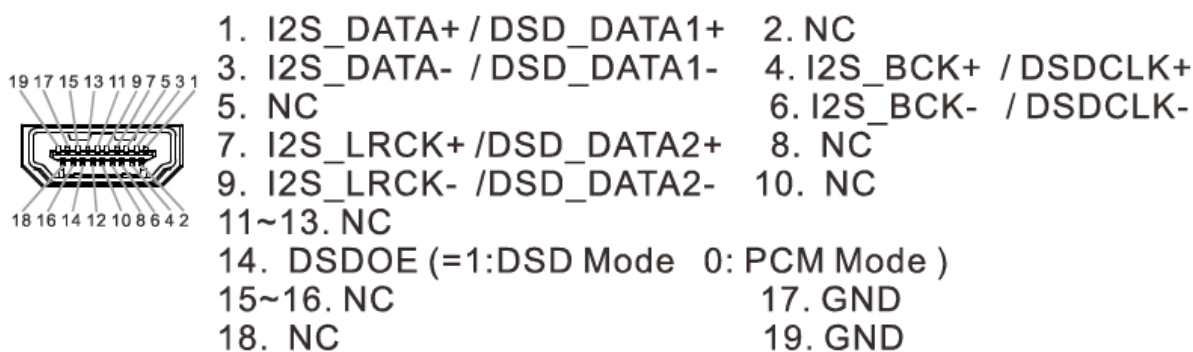 1. I2S_DATA+ / DSD_DATA1+ 2. NC
3. I2S_DATA- / DSD_DATA1- 4. I2S_BCK+ / DSDCLK+
19 17 15 13 11 9 7 5 3 1
5. NC 6. I2S_BCK- / DSDCLK-
7. I2S_LRCK+ /DSD_DATA2+ 8. NC
9. I2S_LRCK- /DSD_DATA2- 10. NC
18 16 14 12 10 8 6 4 2
11~13. NC
14. DSDOE (=1:DSD Mode 0: PCM Mode )
15~16. NC 17. GND
18. NC 19. GND